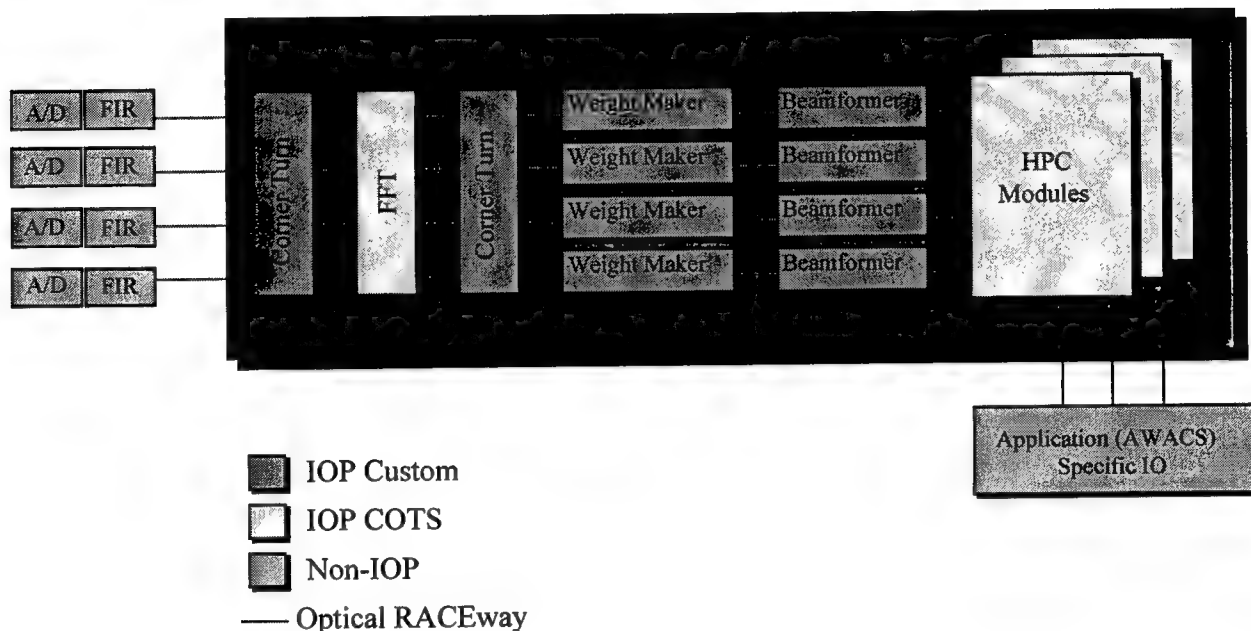 A/D FIR
A/D FIR
A/D FIR
A/D FIR
Corner Turn
FFT
Corner Turn
Weight Maker
Weight Maker
Weight Maker
Weight Maker
Beamformer
Beamformer
Beamformer
Beamformer
HPC
Modules
Application (AWACS)
Specific IO
IOP Custom
IOP COTS
Non-IOP
Optical RACEway